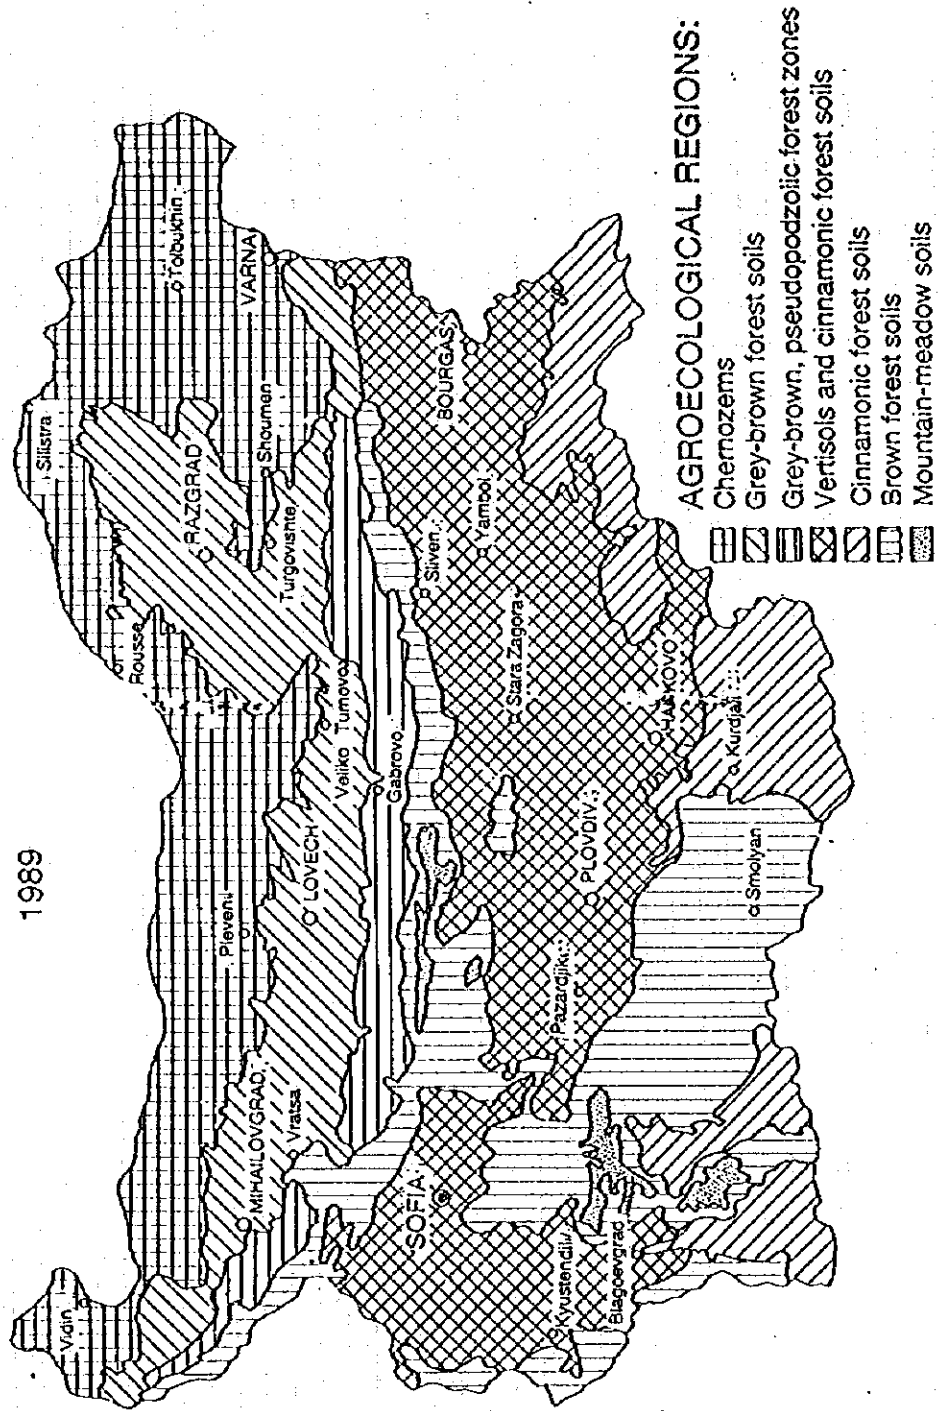 1989
Vidin
Silistra
Rousse
Toloukhin
Pleven
RAZGRAD
VARNA
MIHAILOVGRAD
Shoumen
Vratsa
LOVECH
Turgovishte
Veliko
Turnovo
Gabrovo
SOFIA
Sliven
BOURGAS
Yambol
Stara Zagora
Kyustendil
Pazardjik
PLOVDIV
Blagoevgrad
HASKOVO
Smolyan
Kurdjali
AGROECOLOGICAL REGIONS:
Chernozems
Grey-brown forest soils
Grey-brown, pseudopodzolic forest zones
Vertisols and cinnamonic forest soils
Cinnamonic forest soils
Brown forest soils
Mountain-meadow soils